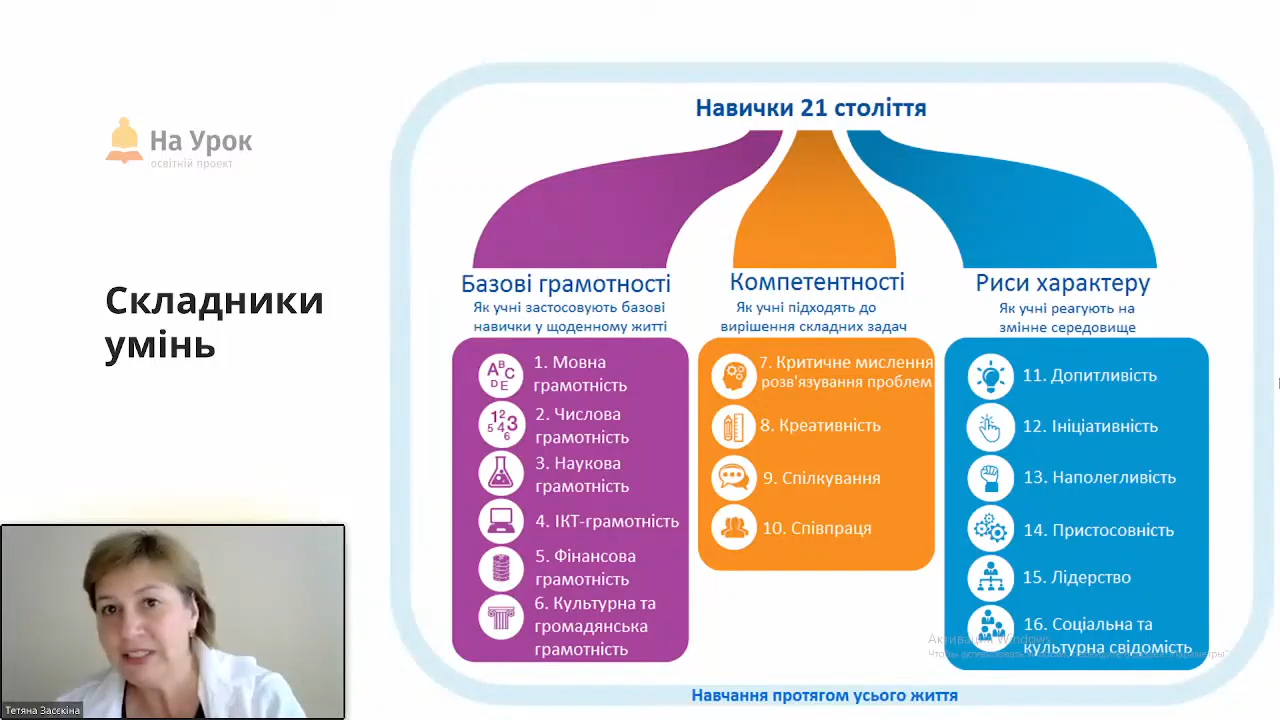 На Урок
освітній проект
Складники
умінь
Навички 21 століття
Базові грамотності
Як учні застосовують базові
навички у щоденному житті
1. Мовна
грамотність
2. Числова
грамотність
3. Наукова
грамотність
4. ІКТ-грамотність
5. Фінансова
грамотність
6. Культурна та
громадянська
грамотність
Компетентності
Як учні підходять до
вирішення складних задач
7. Критичне мислення
розв'язування проблем
8. Креативність
9. Спілкування
10. Співпраця
Риси характеру
Як учні реагують на
змінне середовище
11. Допитливість
12. Ініціативність
13. Наполегливість
14. Пристосовність
15. Лідерство
16. Соціальна та
культурна свідомість
Активация Windows
Навчання протягом усього життя
Тетяна Засєкіна